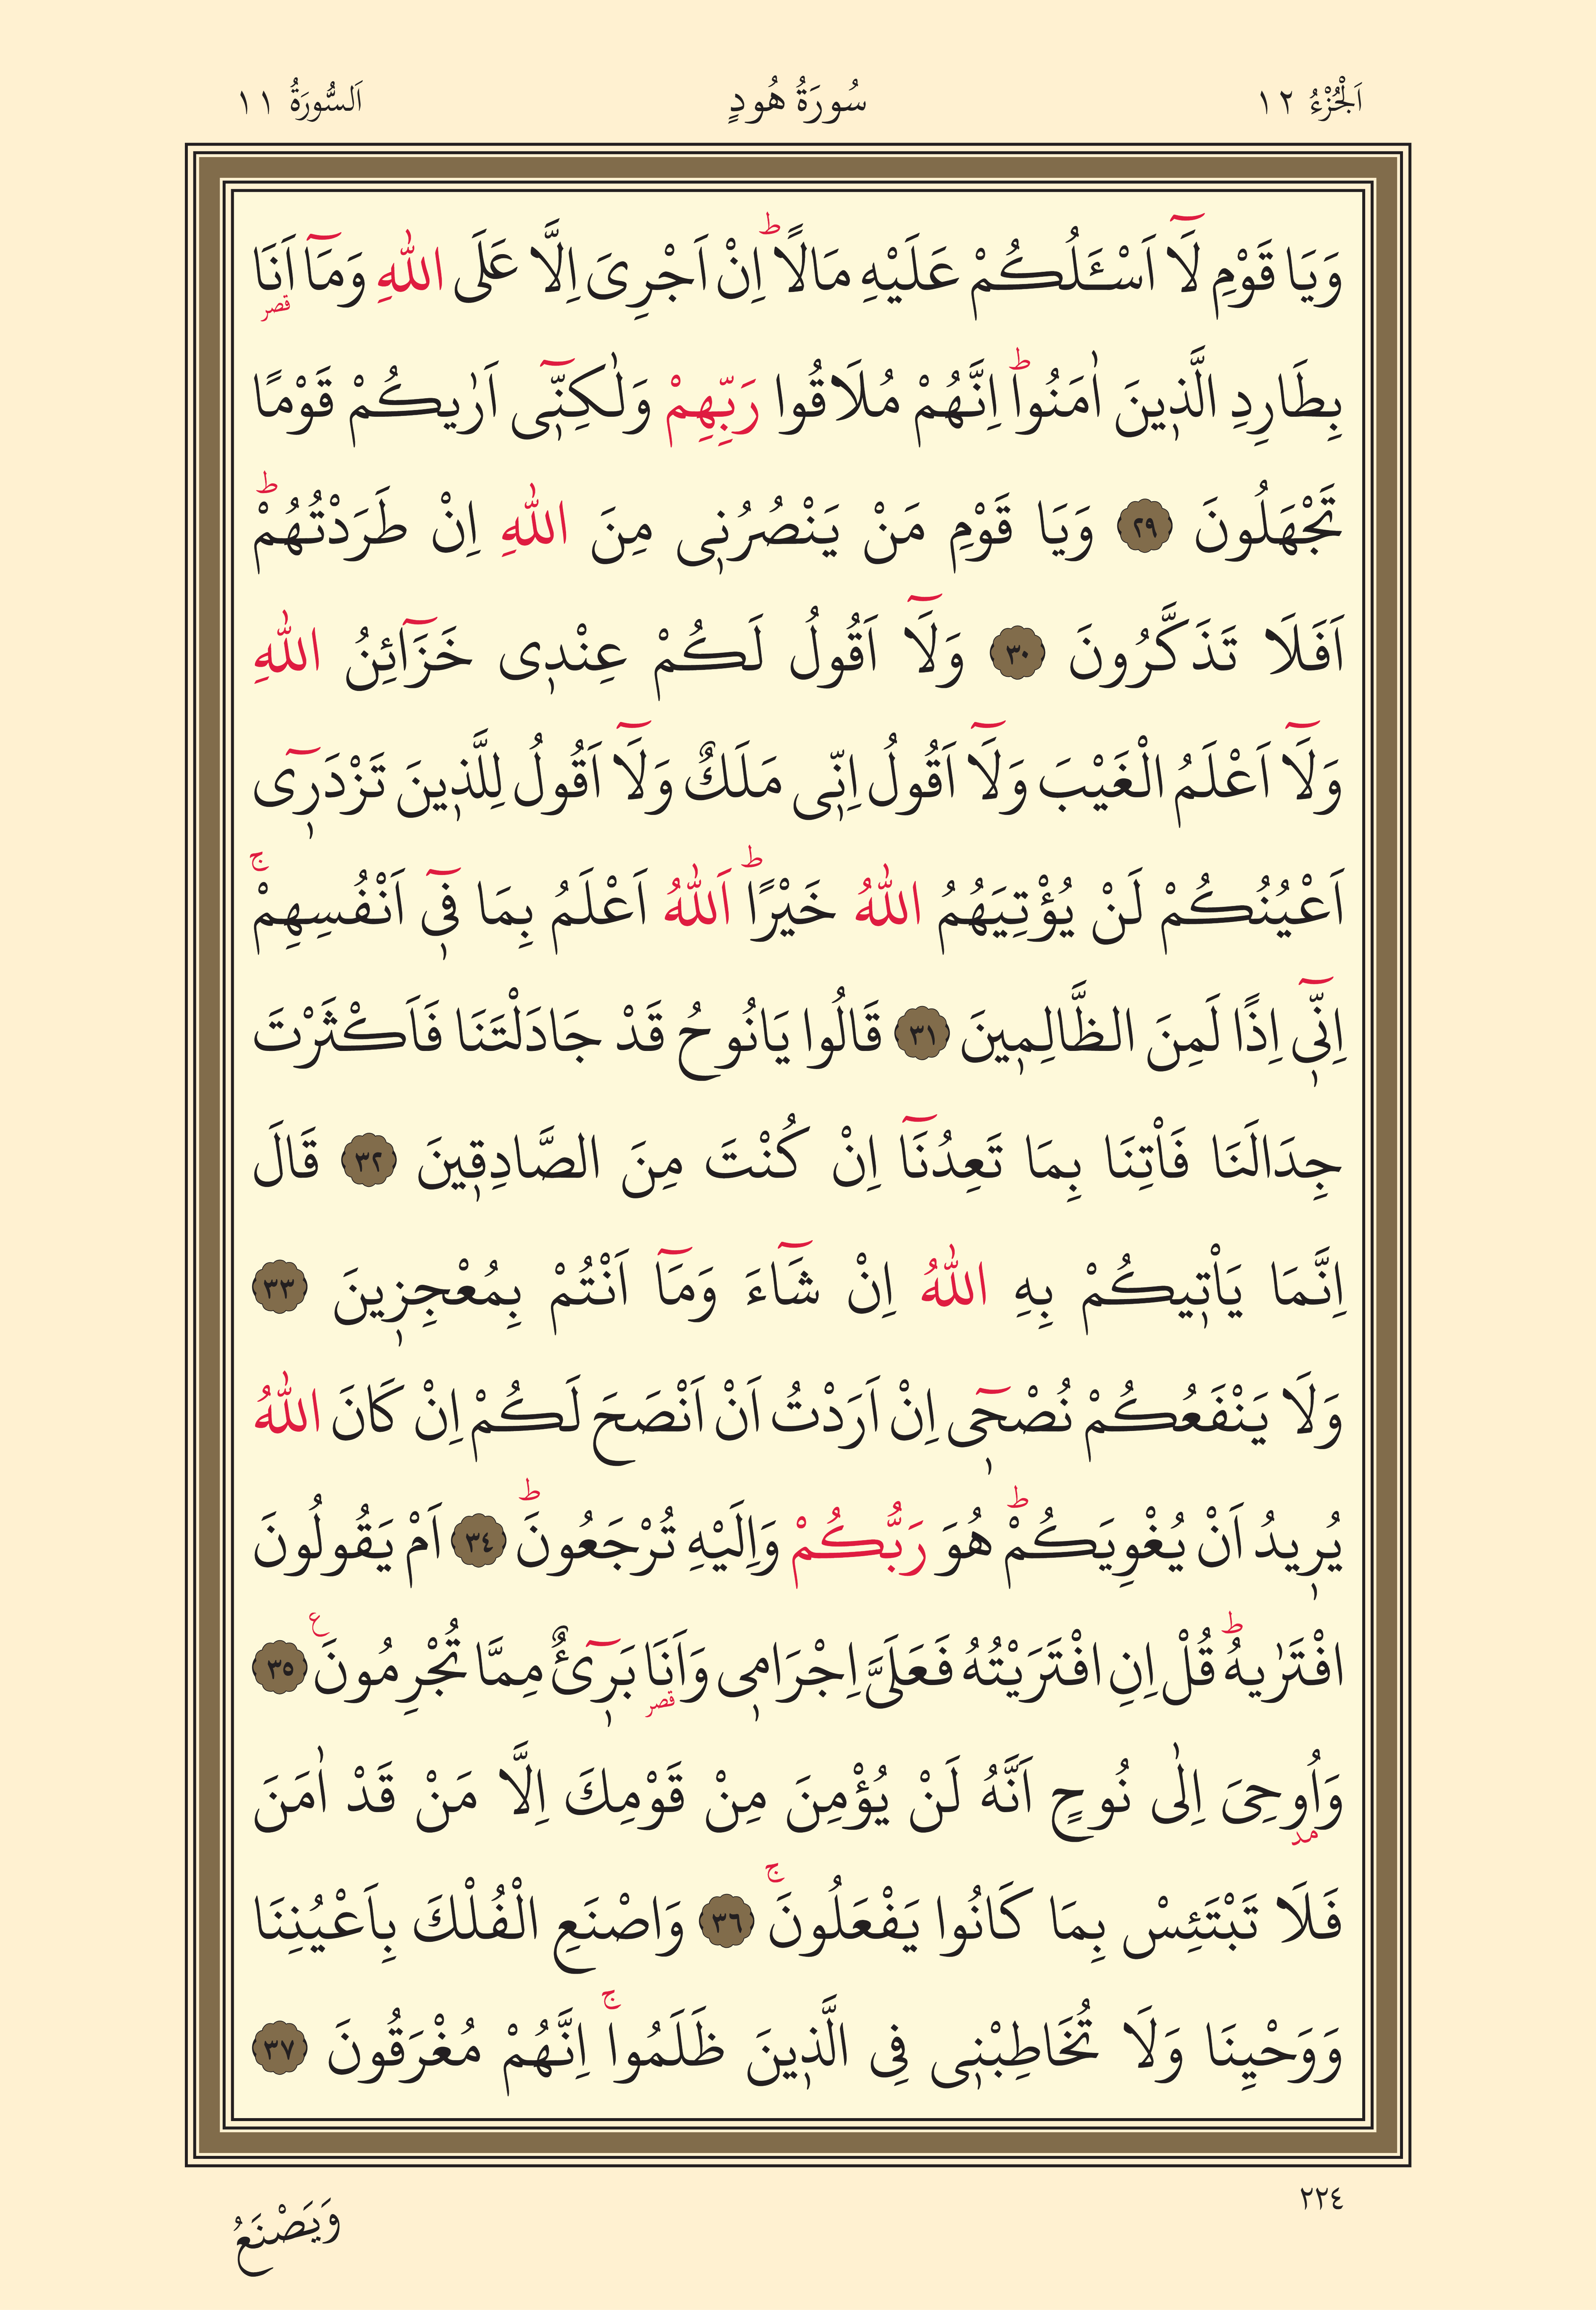 اَلْجُزْءُ ١٢
سُورَةُ هُودٍ
اَلسُّورَةُ ١١
وَيَا قَوْمِ لَٓا اَسْـَٔلُكُمْ عَلَيْهِ مَالًاۜ اِنْ اَجْرِىَ اِلَّا عَلَى اللّٰهِ وَمَٓا اَنَا۬
قصر
بِطَارِدِ الَّذ۪ينَ اٰمَنُواۜ اِنَّهُمْ مُلَاقُوا رَبِّهِمْ وَلٰكِنّ۪ٓى اَرٰيكُمْ قَوْمًا
تَجْهَلُونَ ﴿٢٩﴾ وَيَا قَوْمِ مَنْ يَنْصُرُن۪ى مِنَ اللّٰهِ اِنْ طَرَدْتُهُمْۜ
اَفَلَا تَذَكَّرُونَ ﴿٣٠﴾ وَلَٓا اَقُولُ لَكُمْ عِنْد۪ى خَزَٓائِنُ اللّٰهِ
وَلَٓا اَعْلَمُ الْغَيْبَ وَلَٓا اَقُولُ اِنّ۪ى مَلَكٌ وَلَٓا اَقُولُ لِلَّذ۪ينَ تَزْدَر۪ٓى
اَعْيُنُكُمْ لَنْ يُؤْتِيَهُمُ اللّٰهُ خَيْرًاۜ اَللّٰهُ اَعْلَمُ بِمَا ف۪ٓى اَنْفُسِهِمْۚ
اِنّ۪ٓى اِذًا لَمِنَ الظَّالِم۪ينَ ﴿٣١﴾ قَالُوا يَانُوحُ قَدْ جَادَلْتَنَا فَاَكْثَرْتَ
جِدَالَنَا فَاْتِنَا بِمَا تَعِدُنَٓا اِنْ كُنْتَ مِنَ الصَّادِق۪ينَ ﴿٣٢﴾ قَالَ
اِنَّمَا يَاْت۪يكُمْ بِهِ اللّٰهُ اِنْ شَٓاءَ وَمَٓا اَنْتُمْ بِمُعْجِز۪ينَ ﴿٣٣﴾
وَلَا يَنْفَعُكُمْ نُصْح۪ٓى اِنْ اَرَدْتُ اَنْ اَنْصَحَ لَكُمْ اِنْ كَانَ اللّٰهُ
يُر۪يدُ اَنْ يُغْوِيَكُمْۜ هُوَ رَبُّكُمْ وَاِلَيْهِ تُرْجَعُونَۜ ﴿٣٤﴾ اَمْ يَقُولُونَ
افْتَرٰيهُۜ قُلْ اِنِ افْتَرَيْتُهُ فَعَلَىَّ اِجْرَام۪ى وَاَنَا۬ بَر۪ٓىءٌ مِمَّا تُجْرِمُونَ ﴿٣٥﴾
قصر
وَاُو۫حِىَ اِلٰى نُوحٍ اَنَّهُ لَنْ يُؤْمِنَ مِنْ قَوْمِكَ اِلَّا مَنْ قَدْ اٰمَنَ
مد
فَلَا تَبْتَئِسْ بِمَا كَانُوا يَفْعَلُونَۚ ﴿٣٦﴾ وَاصْنَعِ الْفُلْكَ بِاَعْيُنِنَا
وَوَحْيِنَا وَلَا تُخَاطِبْن۪ى فِى الَّذ۪ينَ ظَلَمُواۚ اِنَّهُمْ مُغْرَقُونَ ﴿٣٧﴾
٢٢٤
وَيَصْنَعُ